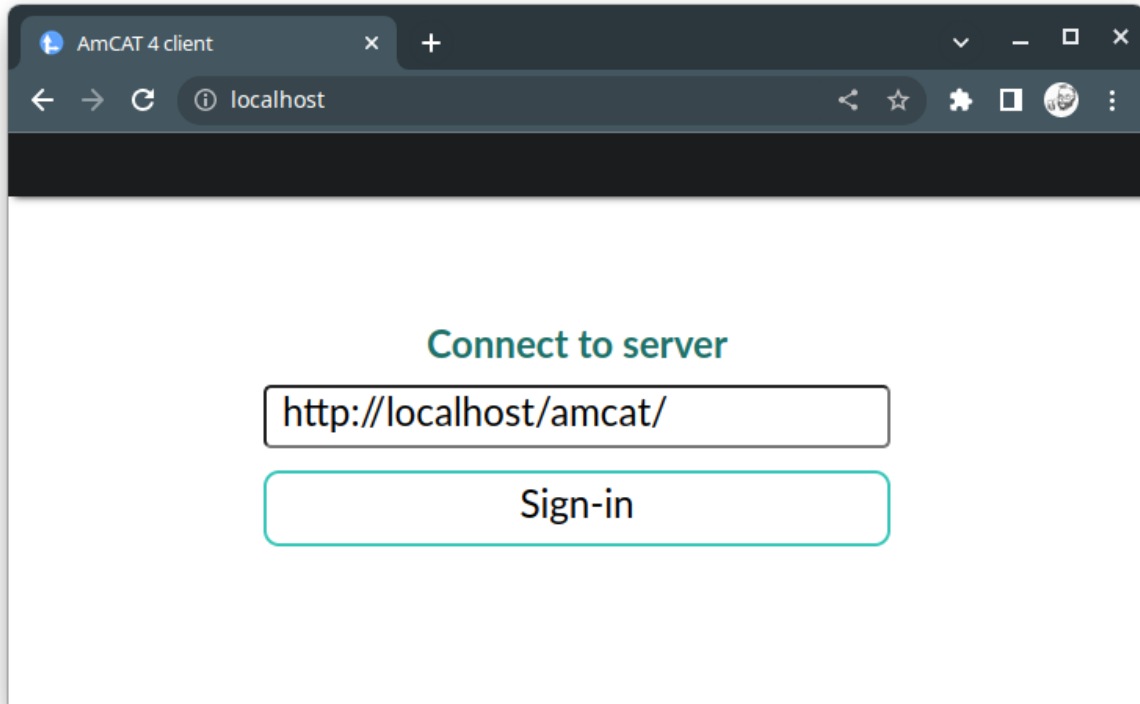 AmCAT 4 client
localhost
Connect to server
http://localhost/amcat/
Sign-in